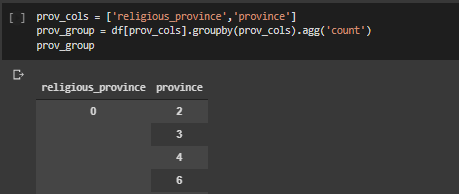 [ ] prov_cols = ['religious_province','province']
prov_group = df[prov_cols].groupby(prov_cols).agg('count')
prov_group
religious_province province
0 2
3
4
6